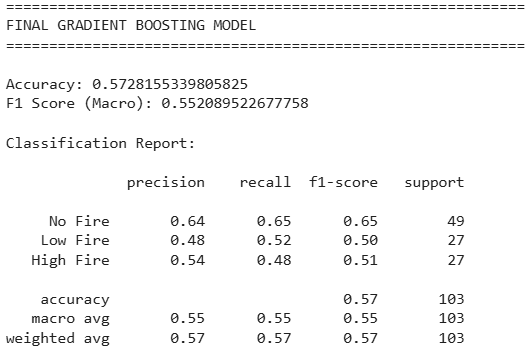 ============================================================
FINAL GRADIENT BOOSTING MODEL
============================================================
Accuracy: 0.5728155339805825
F1 Score (Macro): 0.552089522677758
Classification Report:
precision recall f1-score support
No Fire 0.64 0.65 0.65 49
Low Fire 0.48 0.52 0.50 27
High Fire 0.54 0.48 0.51 27
accuracy 0.57 103
macro avg 0.55 0.55 0.55 103
weighted avg 0.57 0.57 0.57 103